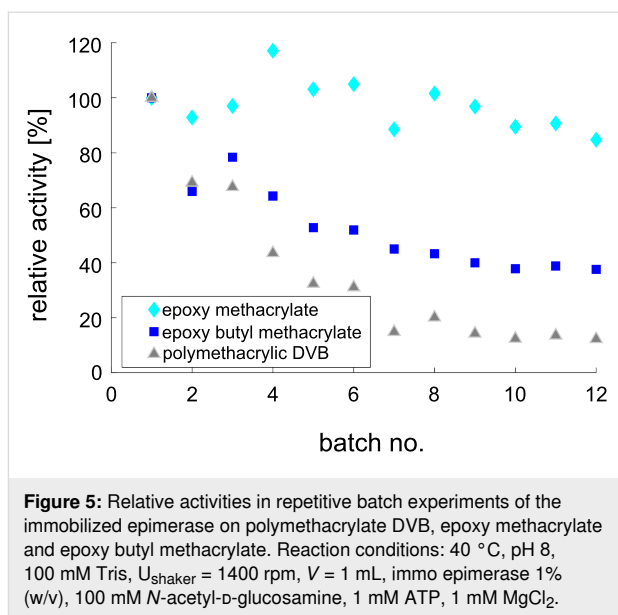 120
100
80
60
40
20
0
relative activity [%]
epoxy methacrylate
epoxy butyl methacrylate
polymethacrylic DVB
0 2 4 6 8 10 12
batch no.
Figure 5: Relative activities in repetitive batch experiments of the
immobilized epimerase on polymethacrylate DVB, epoxy methacrylate
and epoxy butyl methacrylate. Reaction conditions: 40 °C, pH 8,
100 mM Tris, Ushaker = 1400 rpm, V = 1 mL, immo epimerase 1%
(w/v), 100 mM N-acetyl-D-glucosamine, 1 mM ATP, 1 mM MgCl2.